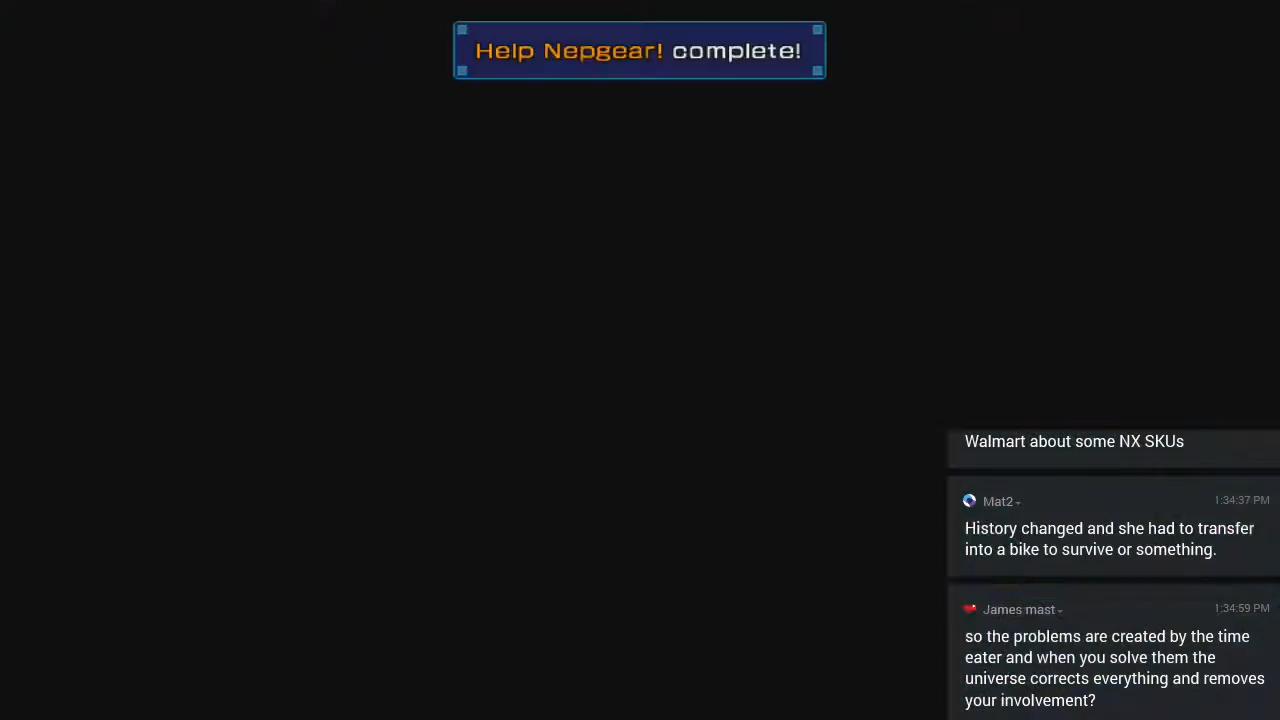 Help Nepgear! complete!
Walmart about some NX SKUs
Mat2
1:34:37 PM
History changed and she had to transfer
into a bike to survive or something.
James mast
1:34:59 PM
so the problems are created by the time
eater and when you solve them the
universe corrects everything and removes
your involvement?